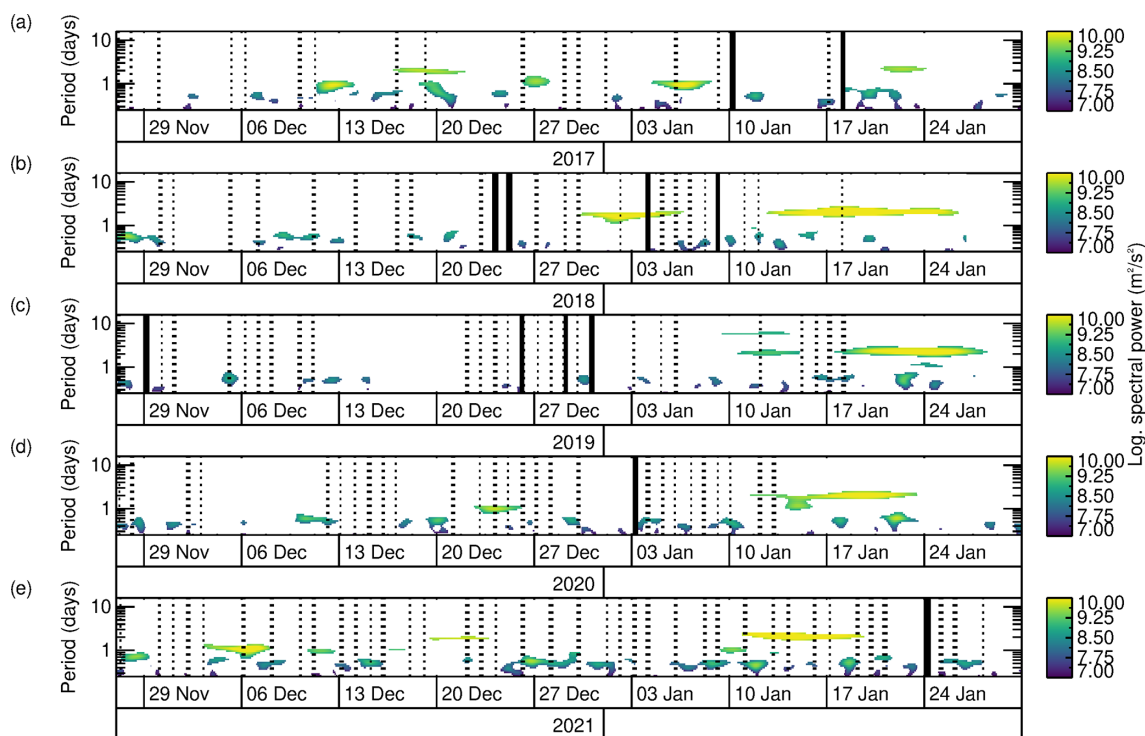 (a)
Period (days)
10
1
29 Nov 06 Dec 13 Dec 20 Dec 27 Dec 03 Jan 10 Jan 17 Jan 24 Jan
2017
10.00
9.25
8.50
7.75
7.00
(b)
Period (days)
10
1
29 Nov 06 Dec 13 Dec 20 Dec 27 Dec 03 Jan 10 Jan 17 Jan 24 Jan
2018
10.00
9.25
8.50
7.75
7.00
(c)
Period (days)
10
1
29 Nov 06 Dec 13 Dec 20 Dec 27 Dec 03 Jan 10 Jan 17 Jan 24 Jan
2019
10.00
9.25
8.50
7.75
7.00
(d)
Period (days)
10
1
29 Nov 06 Dec 13 Dec 20 Dec 27 Dec 03 Jan 10 Jan 17 Jan 24 Jan
2020
10.00
9.25
8.50
7.75
7.00
(e)
Period (days)
10
1
29 Nov 06 Dec 13 Dec 20 Dec 27 Dec 03 Jan 10 Jan 17 Jan 24 Jan
2021
10.00
9.25
8.50
7.75
7.00
Log. spectral power (m²/s²)